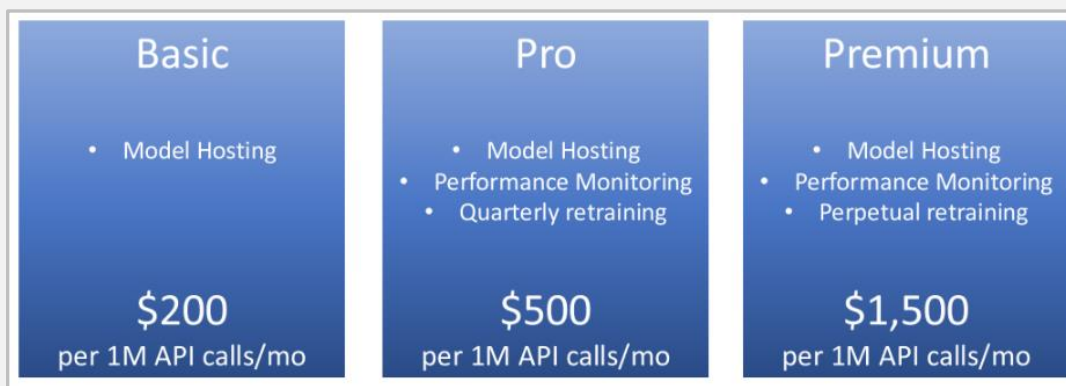 Basic
• Model Hosting
$200
per 1M API calls/mo
Pro
• Model Hosting
• Performance Monitoring
• Quarterly retraining
$500
per 1M API calls/mo
Premium
• Model Hosting
• Performance Monitoring
• Perpetual retraining
$1,500
per 1M API calls/mo